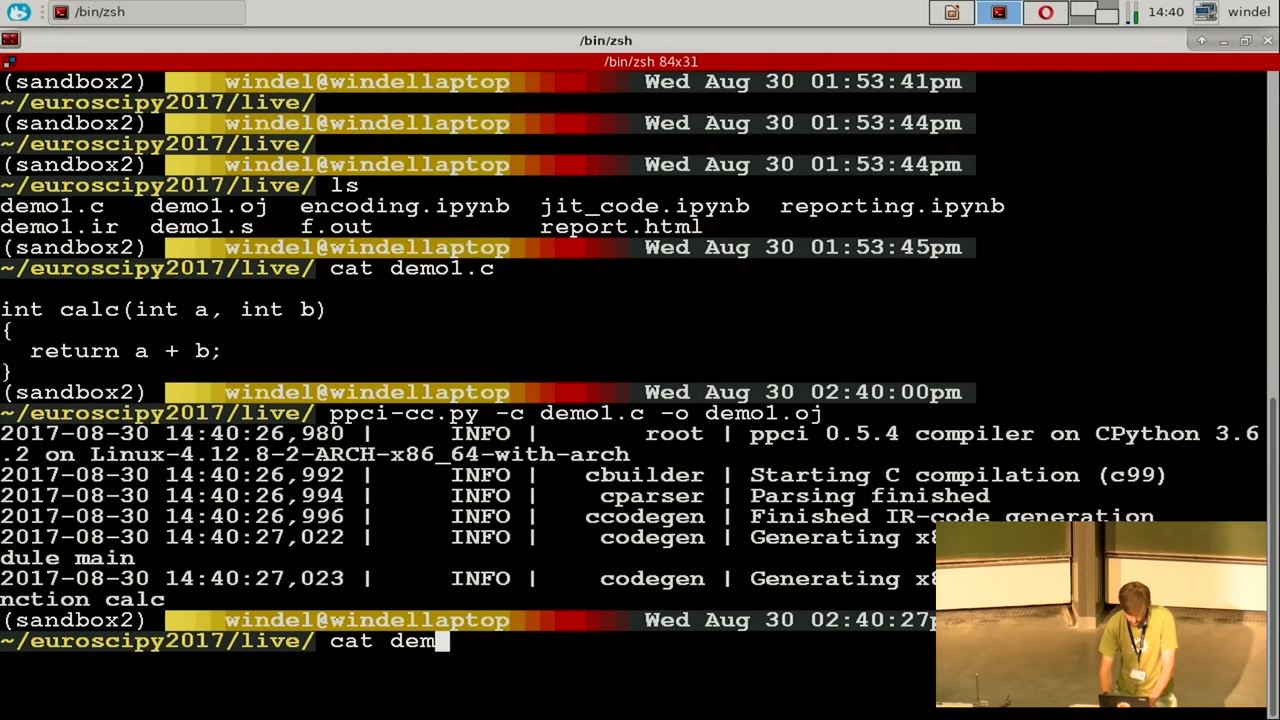 /bin/zsh
14:40
windel
/bin/zsh
/bin/zsh 84x31
(sandbox2) windel@windellaptop Wed Aug 30 01:53:41pm
~/euroscipy2017/live/
(sandbox2) windel@windellaptop Wed Aug 30 01:53:44pm
~/euroscipy2017/live/
(sandbox2) windel@windellaptop Wed Aug 30 01:53:44pm
~/euroscipy2017/live/ ls
demo1.c demo1.oj encoding.ipynb jit_code.ipynb reporting.ipynb
demo1.ir demo1.s f.out report.html
(sandbox2) windel@windellaptop Wed Aug 30 01:53:45pm
~/euroscipy2017/live/ cat demo1.c
int calc(int a, int b)
{
return a + b;
}
(sandbox2) windel@windellaptop Wed Aug 30 02:40:00pm
~/euroscipy2017/live/ ppci-cc.py -c demo1.c -o demo1.oj
2017-08-30 14:40:26,980 | INFO | root | ppci 0.5.4 compiler on CPython 3.6
.2 on Linux-4.12.8-2-ARCH-x86_64-with-arch
2017-08-30 14:40:26,992 | INFO | cbuilder | Starting C compilation (c99)
2017-08-30 14:40:26,994 | INFO | cparser | Parsing finished
2017-08-30 14:40:26,996 | INFO | ccodegen | Finished IR-code generation
2017-08-30 14:40:27,022 | INFO | codegen | Generating x8
dule main
2017-08-30 14:40:27,023 | INFO | codegen | Generating x8
nction calc
(sandbox2) windel@windellaptop Wed Aug 30 02:40:27p
~/euroscipy2017/live/ cat dem